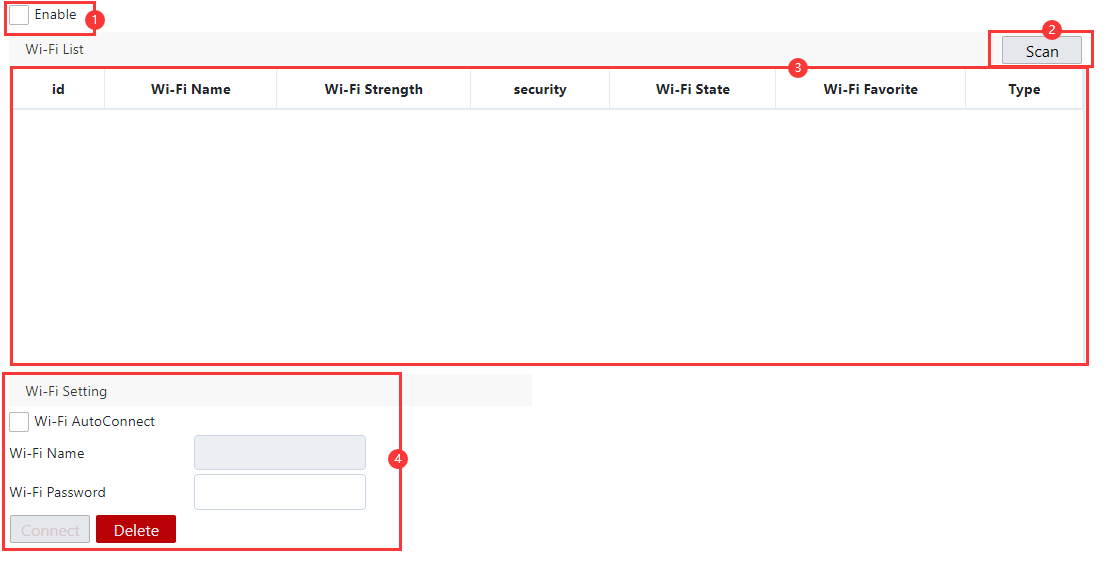 Enable
1
2
Wi-Fi List
Scan
3
id Wi-Fi Name Wi-Fi Strength security Wi-Fi State Wi-Fi Favorite Type
Wi-Fi Setting
Wi-Fi AutoConnect
Wi-Fi Name
4
Wi-Fi Password
Connect Delete